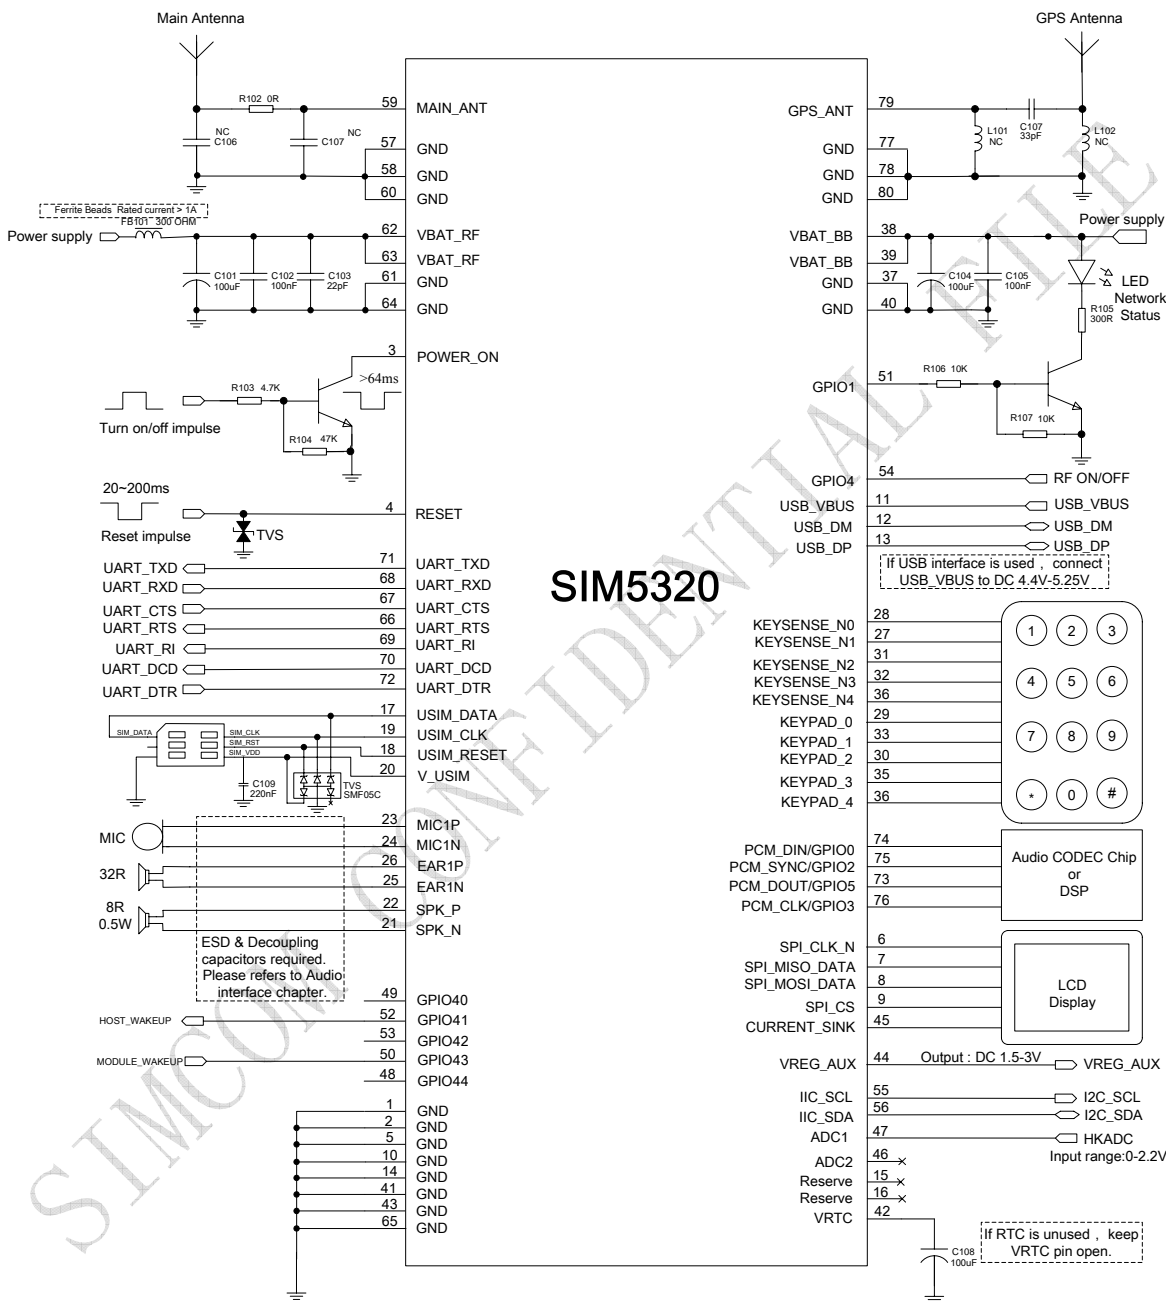 Main Antenna
GPS Antenna
R102 0R
59
MAIN_ANT
NC
C106
NC
C107
57
GND
58
GND
60
GND
79
GPS_ANT
L101
NC
C107
33pF
L102
NC
77
GND
78
GND
80
GND
Ferrite Beads Rated current > 1A
FB101 300 OHM
Power supply
62
VBAT_RF
63
VBAT_RF
61
GND
64
GND
C101
100uF
C102
100nF
C103
22pF
Power supply
38
VBAT_BB
39
VBAT_BB
37
GND
40
GND
C104
100uF
C105
100nF
LED
Network
Status
R105
300R
3
POWER_ON
>64ms
R103 4.7K
R104 47K
Turn on/off impulse
51
GPIO1
R106 10K
R107 10K
20~200ms
Reset impulse
4
RESET
TVS
54
GPIO4
RF ON/OFF
11
USB_VBUS
USB_VBUS
12
USB_DM
USB_DM
13
USB_DP
USB_DP
If USB interface is used , connect
USB_VBUS to DC 4.4V-5.25V
SIM5320
UART_TXD
71
UART_TXD
UART_RXD
68
UART_RXD
UART_CTS
67
UART_CTS
UART_RTS
66
UART_RTS
UART_RI
69
UART_RI
UART_DCD
70
UART_DCD
UART_DTR
72
UART_DTR
17
USIM_DATA
19
USIM_CLK
18
USIM_RESET
20
V_USIM
SIM_DATA
SIM_CLK
SIM_RST
SIM_VDD
C109
220nF
TVS
SMF05C
KEYSENSE_N0
28
KEYSENSE_N1
27
KEYSENSE_N2
31
KEYSENSE_N3
32
KEYSENSE_N4
36
KEYPAD_0
29
KEYPAD_1
33
KEYPAD_2
30
KEYPAD_3
35
KEYPAD_4
36
1 2 3
4 5 6
7 8 9
* 0 #
MIC
23
MIC1P
24
MIC1N
32R
26
EAR1P
25
EAR1N
8R
0.5W
22
SPK_P
21
SPK_N
ESD & Decoupling
capacitors required.
Please refers to Audio
interface chapter.
PCM_DIN/GPIO0
74
PCM_SYNC/GPIO2
75
PCM_DOUT/GPIO5
73
PCM_CLK/GPIO3
76
Audio CODEC Chip
or
DSP
SPI_CLK_N
6
SPI_MISO_DATA
7
SPI_MOSI_DATA
8
SPI_CS
9
CURRENT_SINK
45
LCD
Display
49
GPIO40
HOST_WAKEUP
52
GPIO41
53
GPIO42
MODULE_WAKEUP
50
GPIO43
48
GPIO44
VREG_AUX
44
Output : DC 1.5-3V
VREG_AUX
IIC_SCL
55
I2C_SCL
IIC_SDA
56
I2C_SDA
ADC1
47
HKADC
Input range:0-2.2V
ADC2
46
Reserve
15
Reserve
16
VRTC
42
C108
100uF
If RTC is unused , keep
VRTC pin open.
1
GND
2
GND
5
GND
10
GND
14
GND
41
GND
43
GND
65
GND
SIMCOM CONFIDENTIAL FILE